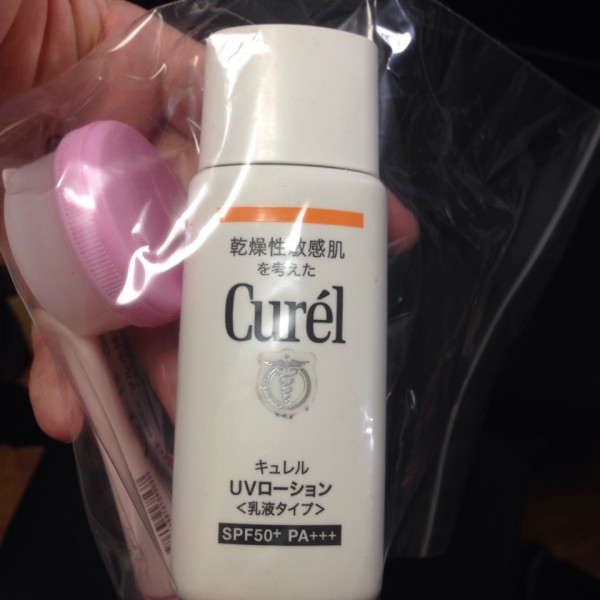 乾燥性敏感肌
を考えた
Curél
キュレル
UVローション
<乳液タイプ>
SPF50+ PA+++